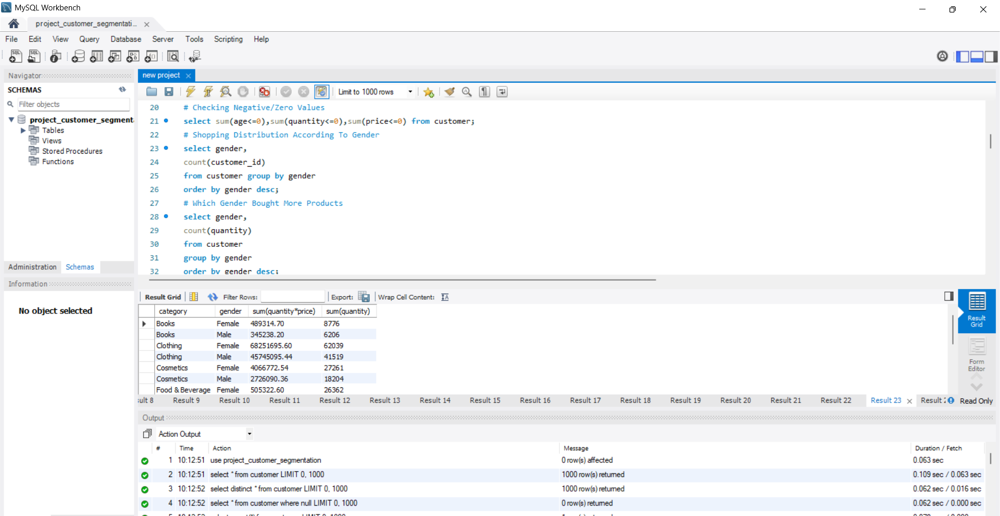 MySQL Workbench
project_customer_segmentati...
File Edit View Query Database Server Tools Scripting Help
Navigator
SCHEMAS
Filter objects
project_customer_segment
Tables
Views
Stored Procedures
Functions
Administration Schemas
Information
No object selected
new project
Limit to 1000 rows
20 # Checking Negative/Zero Values
21 select sum(age<=0),sum(quantity<=0),sum(price<=0) from customer;
22 # Shopping Distribution According To Gender
23 select gender,
24 count(customer_id)
25 from customer group by gender
26 order by gender desc;
27 # Which Gender Bought More Products
28 select gender,
29 count(quantity)
30 from customer
31 group by gender
32 order by gender desc;
Result Grid Filter Rows: Export: Wrap Cell Content:
category gender sum(quantity*price) sum(quantity)
Books Female 489314.70 8776
Books Male 345238.20 6206
Clothing Female 68251695.60 62039
Clothing Male 45745095.44 41519
Cosmetics Female 4066772.54 27261
Cosmetics Male 2726090.36 18204
Food & Beverage Female 505322.60 26362
Result
Grid
Form
Editor
sult 8 Result 9 Result 10 Result 11 Result 12 Result 13 Result 14 Result 15 Result 16 Result 17 Result 18 Result 19 Result 20 Result 21 Result 22 Result 23 Result 2 Read Only
Output
Action Output
# Time Action Message Duration / Fetch
1 10:12:51 use project_customer_segmentation 0 row(s) affected 0.063 sec
2 10:12:51 select * from customer LIMIT 0, 1000 1000 row(s) returned 0.109 sec / 0.063 sec
3 10:12:52 select distinct * from customer LIMIT 0, 1000 1000 row(s) returned 0.062 sec / 0.016 sec
4 10:12:52 select * from customer where null LIMIT 0, 1000 0 row(s) returned 0.062 sec / 0.000 sec